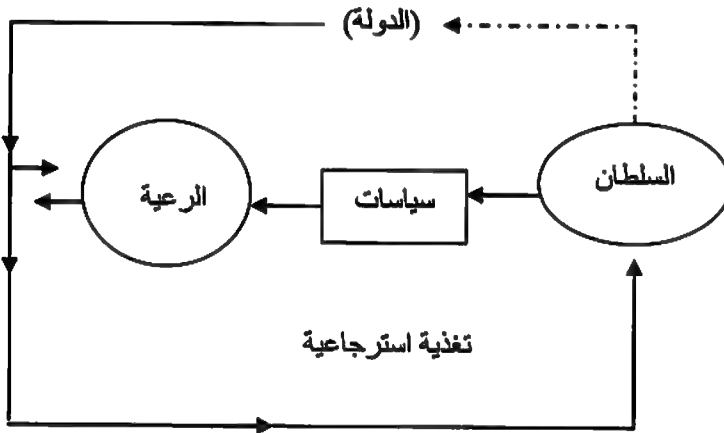 (الدولة)
السلطان
سياسات
الرعية
تغذية استرجاعية